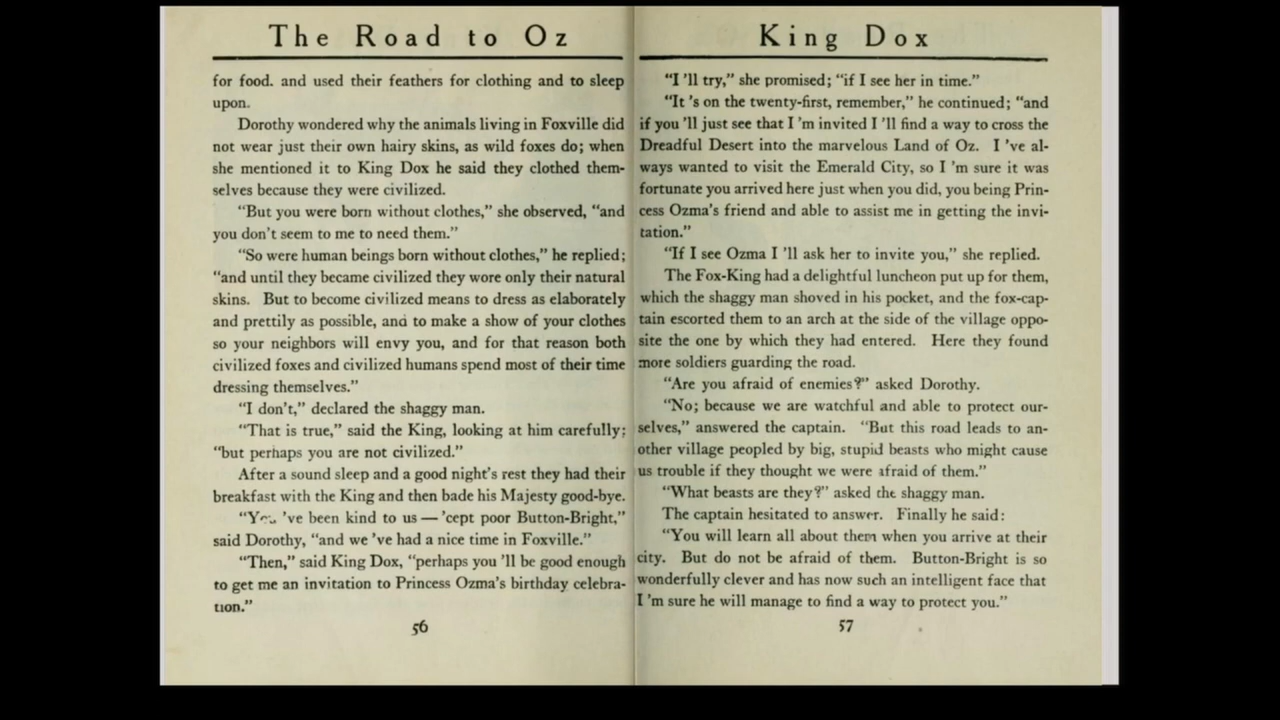 The Road to Oz
for food. and used their feathers for clothing and to sleep
upon.
Dorothy wondered why the animals living in Foxville did
not wear just their own hairy skins, as wild foxes do; when
she mentioned it to King Dox he said they clothed them-
selves because they were civilized.
“But you were born without clothes,” she observed, “and
you don’t seem to me to need them.”
“So were human beings born without clothes,” he replied;
“and until they became civilized they wore only their natural
skins. But to become civilized means to dress as elaborately
and prettily as possible, and to make a show of your clothes
so your neighbors will envy you, and for that reason both
civilized foxes and civilized humans spend most of their time
dressing themselves.”
“I don’t,” declared the shaggy man.
“That is true,” said the King, looking at him carefully;
“but perhaps you are not civilized.”
After a sound sleep and a good night’s rest they had their
breakfast with the King and then bade his Majesty good-bye.
“You ’ve been kind to us — ’cept poor Button-Bright,”
said Dorothy, “and we ’ve had a nice time in Foxville.”
“Then,” said King Dox, “perhaps you ’ll be good enough
to get me an invitation to Princess Ozma’s birthday celebra-
tion.”
56
King Dox
“I ’ll try,” she promised; “if I see her in time.”
“It ’s on the twenty-first, remember,” he continued; “and
if you ’ll just see that I ’m invited I ’ll find a way to cross the
Dreadful Desert into the marvelous Land of Oz. I ’ve al-
ways wanted to visit the Emerald City, so I ’m sure it was
fortunate you arrived here just when you did, you being Prin-
cess Ozma’s friend and able to assist me in getting the invi-
tation.”
“If I see Ozma I ’ll ask her to invite you,” she replied.
The Fox-King had a delightful luncheon put up for them,
which the shaggy man shoved in his pocket, and the fox-cap-
tain escorted them to an arch at the side of the village oppo-
site the one by which they had entered. Here they found
more soldiers guarding the road.
“Are you afraid of enemies?” asked Dorothy.
“No; because we are watchful and able to protect our-
selves,” answered the captain. “But this road leads to an-
other village peopled by big, stupid beasts who might cause
us trouble if they thought we were afraid of them.”
“What beasts are they?” asked the shaggy man.
The captain hesitated to answer. Finally he said:
“You will learn all about them when you arrive at their
city. But do not be afraid of them. Button-Bright is so
wonderfully clever and has now such an intelligent face that
I ’m sure he will manage to find a way to protect you.”
57